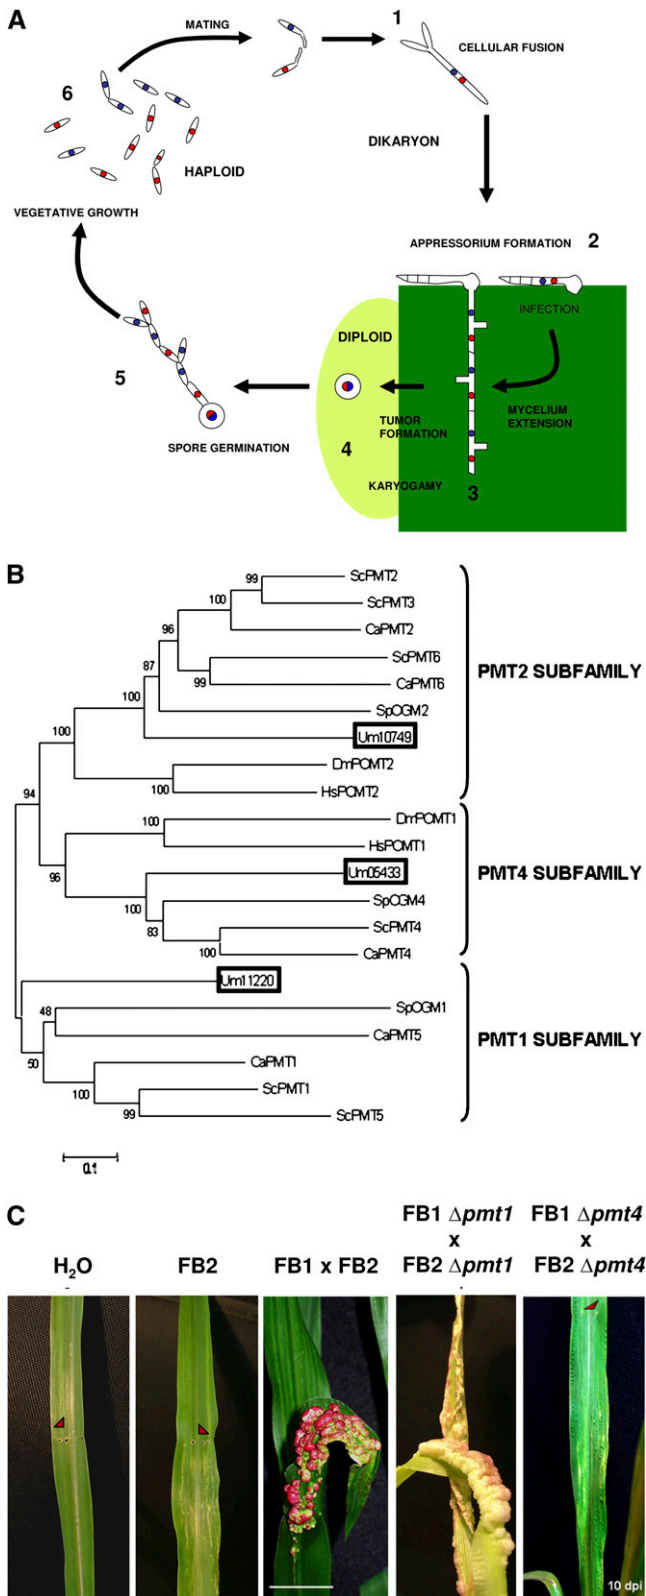 A
MATING
1
CELLULAR FUSION
6
DIKARYON
HAPLOID
VEGETATIVE GROWTH
APPRESSORIUM FORMATION 2
INFECTION
DIPLOID
5
MYCELIUM
EXTENSION
TUMOR
FORMATION
SPORE GERMINATION
4
KARYOGAMY
3
B
99
ScPMT2
100
ScPMT3
96
CaPMT2
87
ScPMT6
99
CaPMT6
100
SpOGM2
Um10749
100
DmPOMT2
100
HsPOMT2
PMT2 SUBFAMILY
94
DmPOMT1
100
HsPOMT1
96
Um05433
100
SpOGM4
83
ScPMT4
100
CaPMT4
PMT4 SUBFAMILY
Um11220
48
SpOGM1
CaPMT5
50
CaPMT1
100
ScPMT1
99
ScPMT5
PMT1 SUBFAMILY
0.1
C
H₂O
FB2
FB1 x FB2
FB1 Δpmt1
x
FB2 Δpmt1
FB1 Δpmt4
x
FB2 Δpmt4
10 dpi